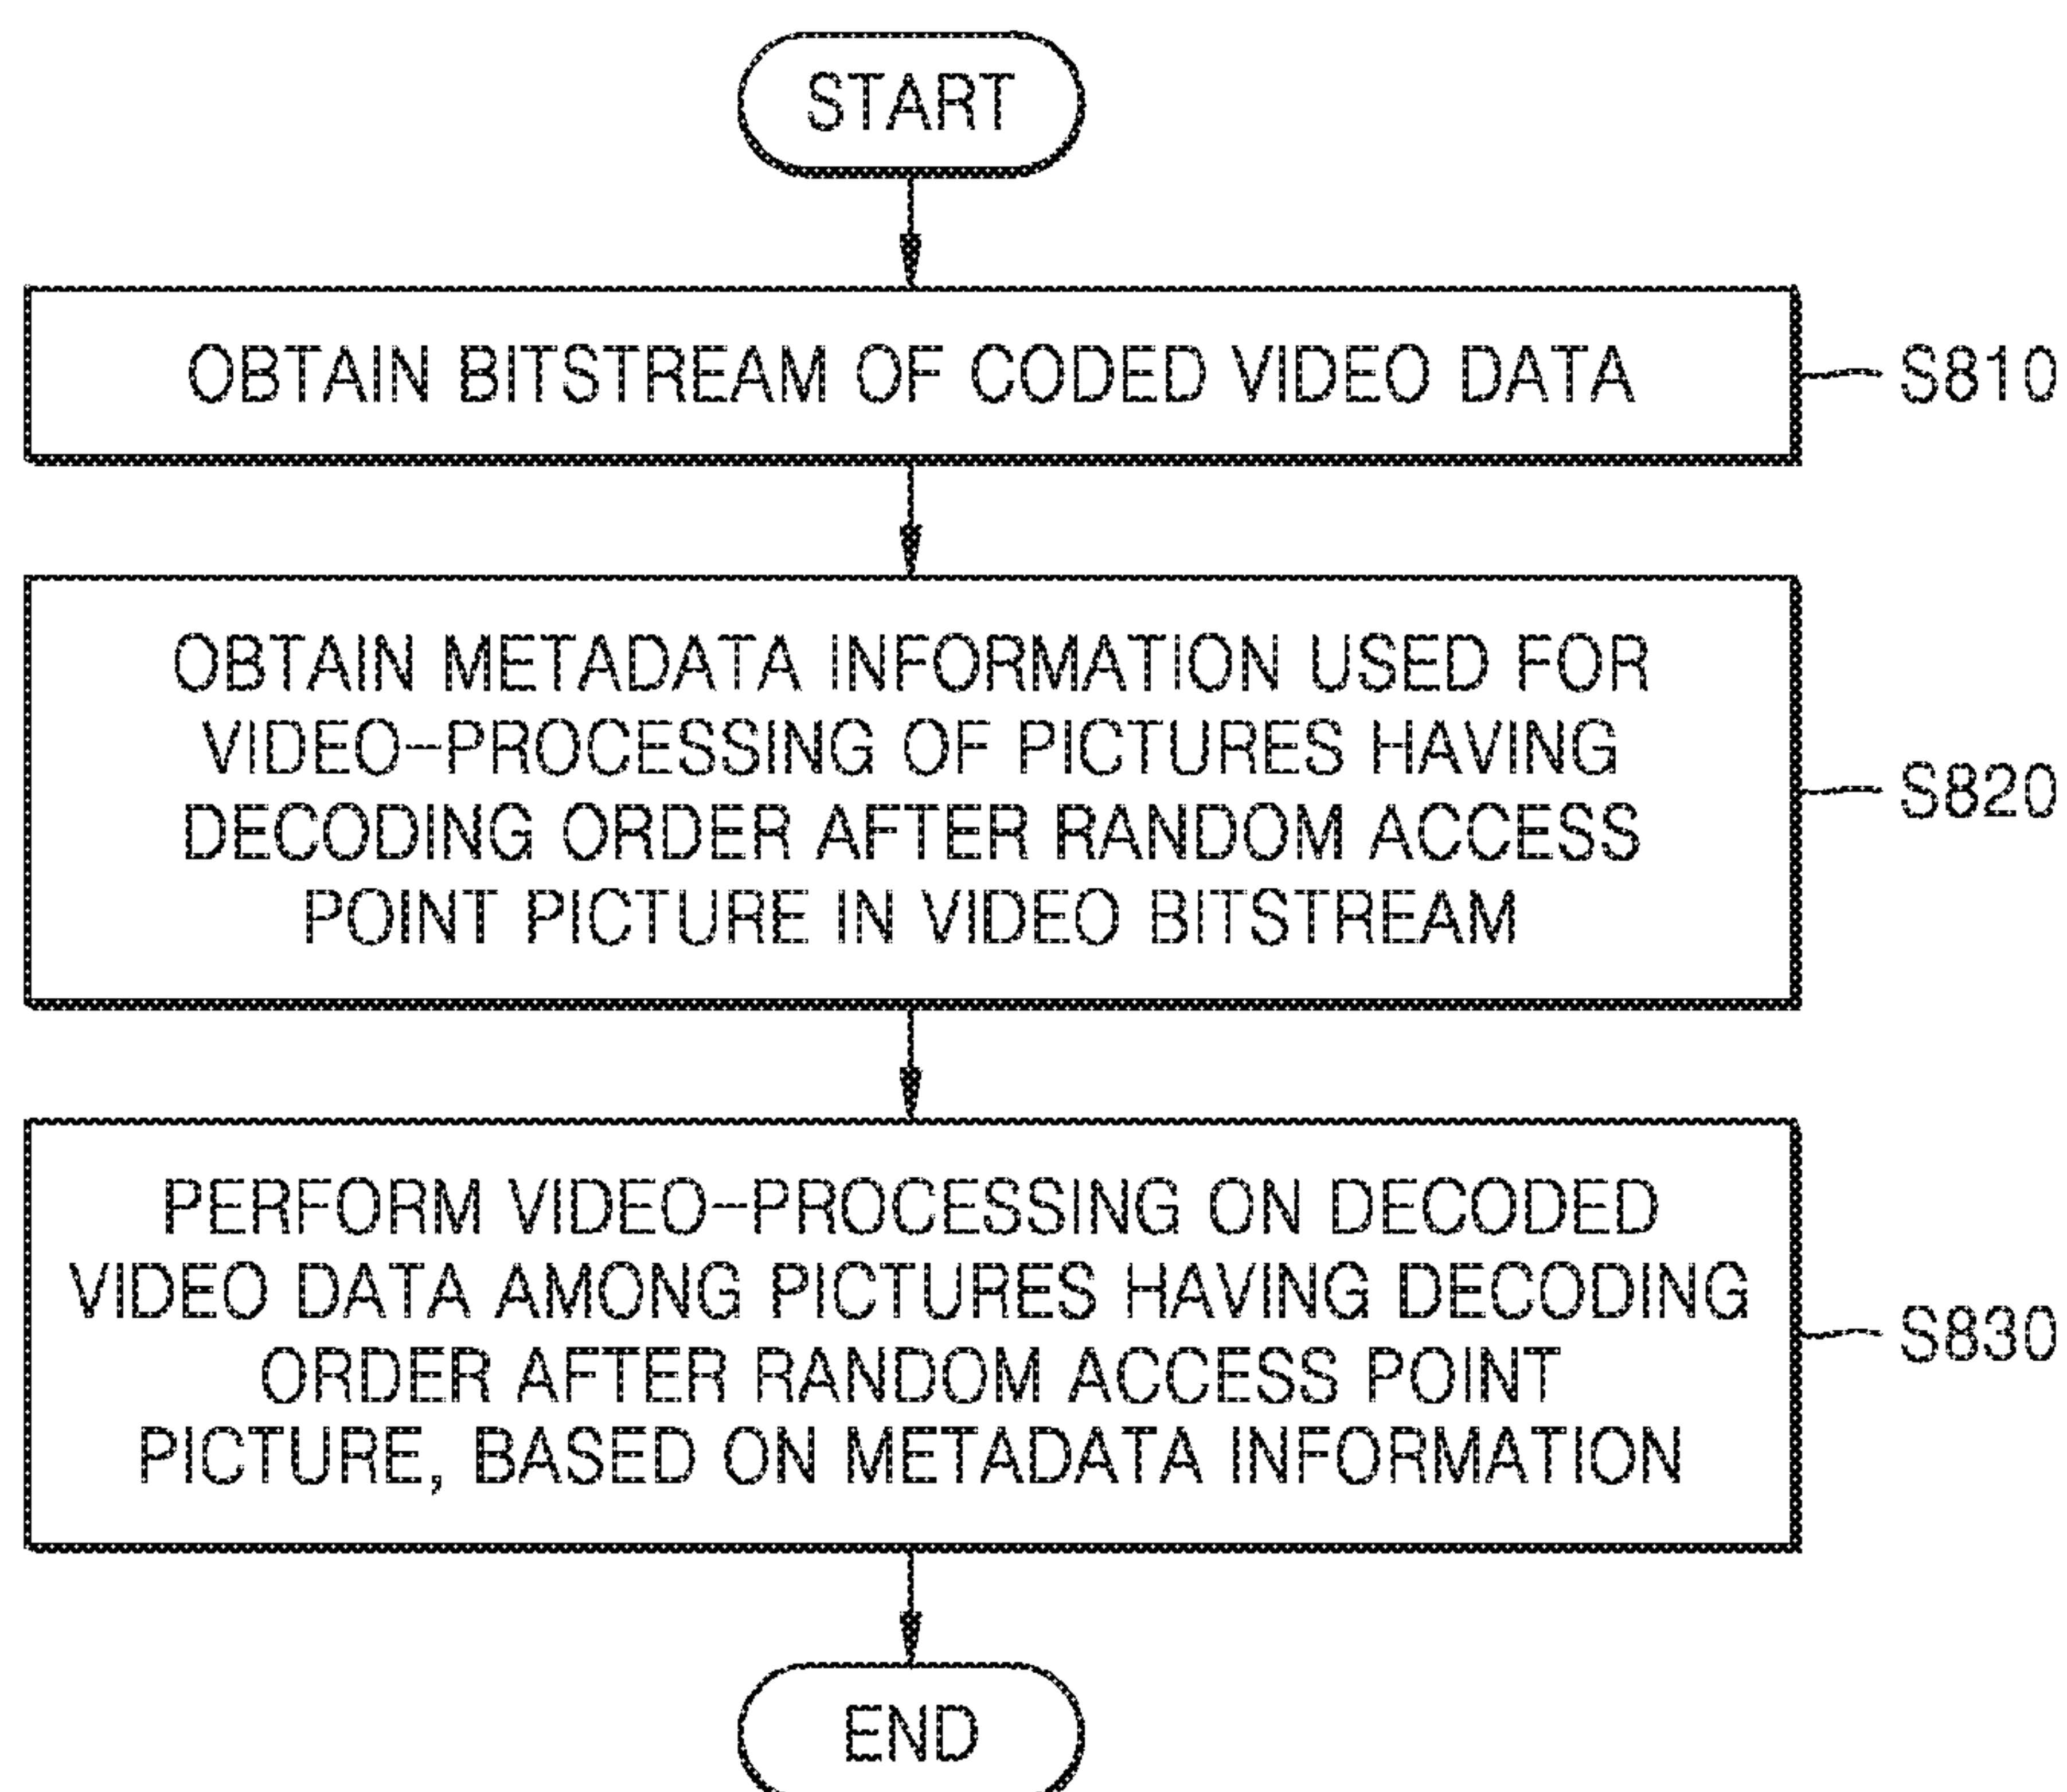 START
OBTAIN BITSTREAM OF CODED VIDEO DATA
S810
OBTAIN METADATA INFORMATION USED FOR
VIDEO-PROCESSING OF PICTURES HAVING
DECODING ORDER AFTER RANDOM ACCESS
POINT PICTURE IN VIDEO BITSTREAM
S820
PERFORM VIDEO-PROCESSING ON DECODED
VIDEO DATA AMONG PICTURES HAVING DECODING
ORDER AFTER RANDOM ACCESS POINT
PICTURE, BASED ON METADATA INFORMATION
S830
END